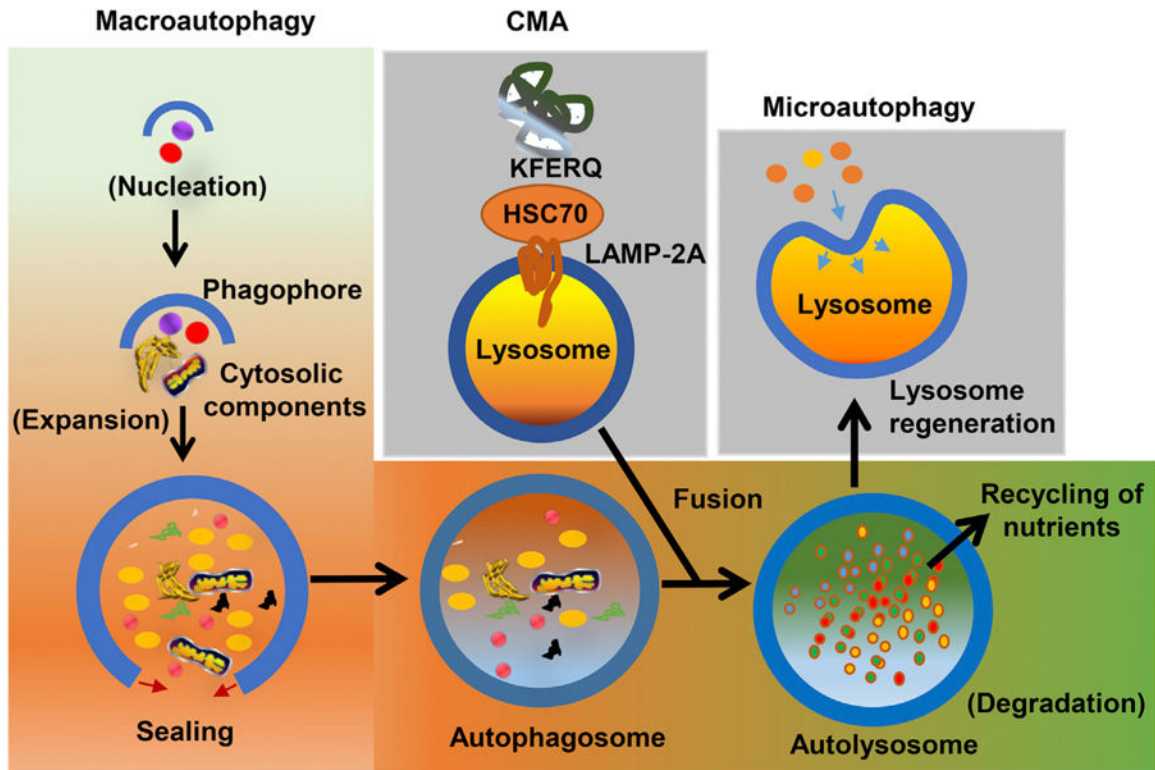 Macroautophagy
CMA
Microautophagy
(Nucleation)
Phagophore
Cytosolic
components
(Expansion)
Sealing
KFERQ
HSC70
LAMP-2A
Lysosome
Lysosome
Lysosome
regeneration
Fusion
Recycling of
nutrients
Autophagosome
(Degradation)
Autolysosome